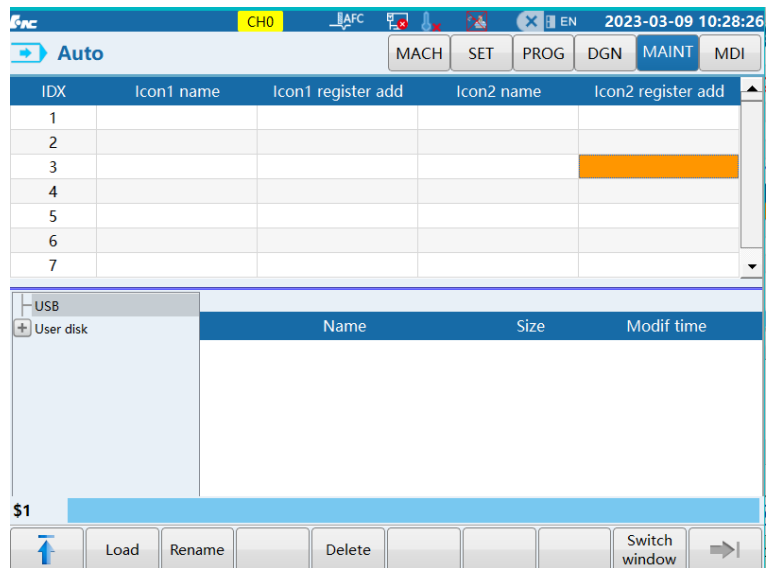 CH0 AFC EN 2023-03-09 10:28:26
Auto MACH SET PROG DGN MAINT MDI
IDX Icon1 name Icon1 register add Icon2 name Icon2 register add
1
2
3
4
5
6
7
USB
User disk
Name Size Modif time
$1
Load Rename Delete Switch window